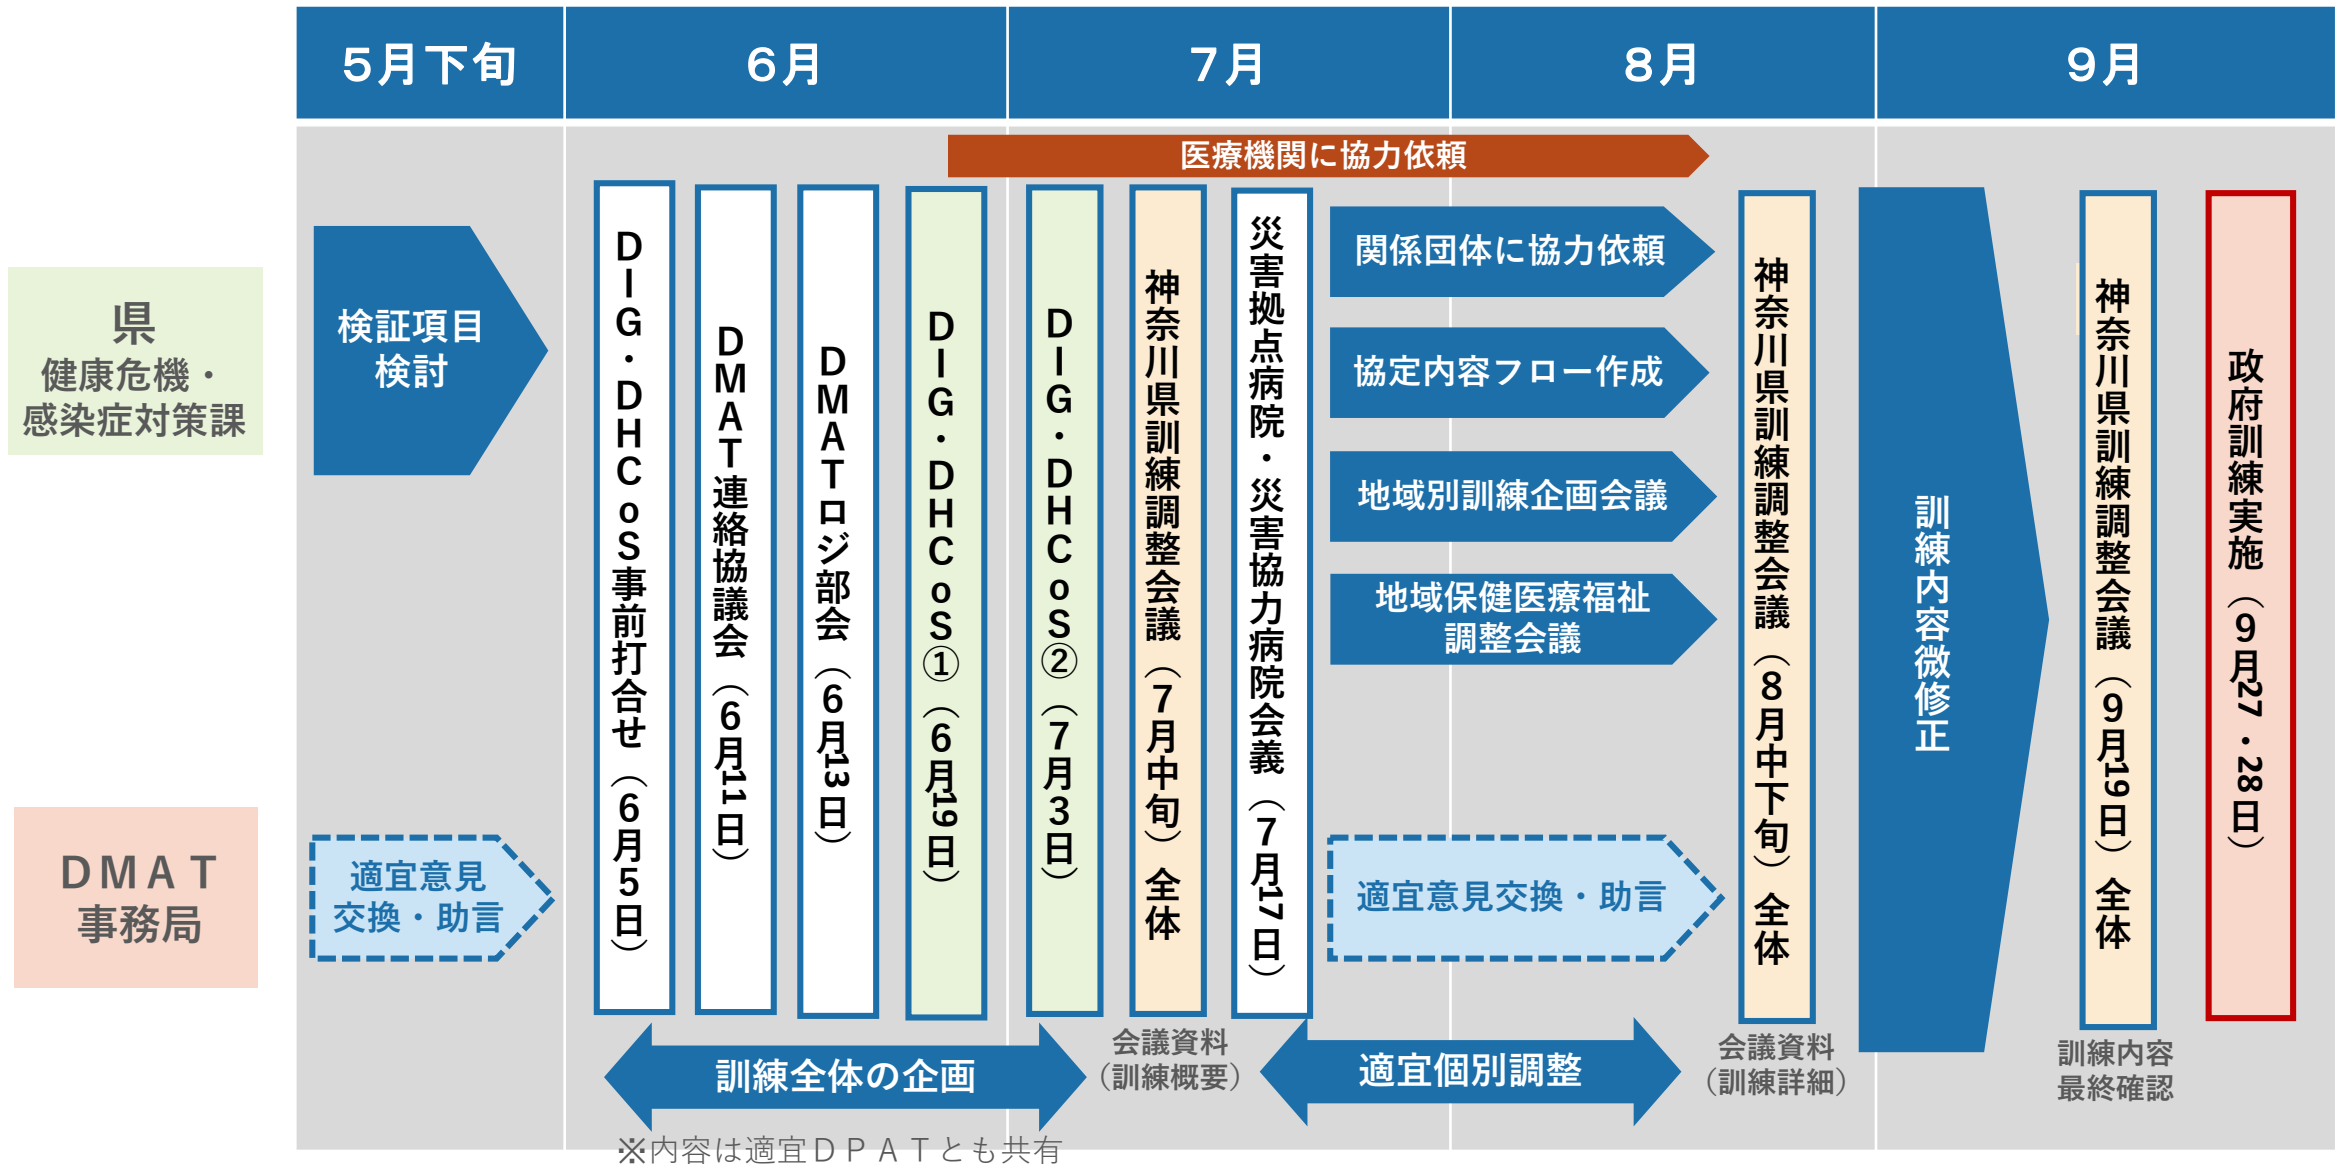 ５月下旬
６月
７月
８月
９月
医療機関に協力依頼
県
健康危機・
感染症対策課
検証項目
検討
ＤＩＧ・ＤＨＣｏＳ事前打合せ（６月５日）
ＤＭＡＴ連絡協議会（６月11日）
ＤＭＡＴロジ部会（６月13日）
ＤＩＧ・ＤＨＣｏＳ①（６月19日）
ＤＩＧ・ＤＨＣｏＳ②（７月３日）
神奈川県訓練調整会議（７月中旬）全体
災害拠点病院・災害協力病院会義（７月17日）
関係団体に協力依頼
協定内容フロー作成
地域別訓練企画会議
地域保健医療福祉
調整会議
神奈川県訓練調整会議（８月中下旬）全体
訓練内容微修正
神奈川県訓練調整会議（９月19日）全体
政府訓練実施（９月27・28日）
ＤＭＡＴ
事務局
適宜意見
交換・助言
適宜意見交換・助言
訓練全体の企画
会議資料
（訓練概要）
適宜個別調整
会議資料
（訓練詳細）
訓練内容
最終確認
※内容は適宜ＤＰＡＴとも共有